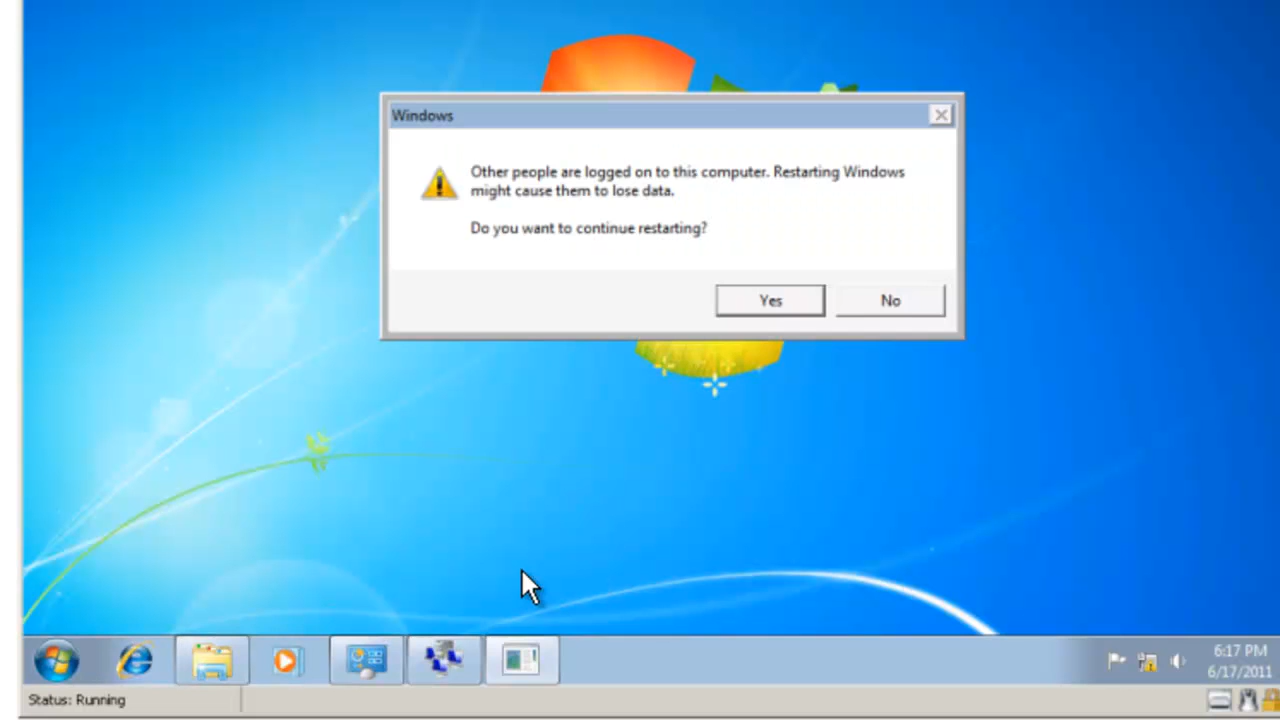 Windows
Other people are logged on to this computer. Restarting Windows
might cause them to lose data.
Do you want to continue restarting?
Yes
No
6:17 PM
6/17/2011
Status: Running